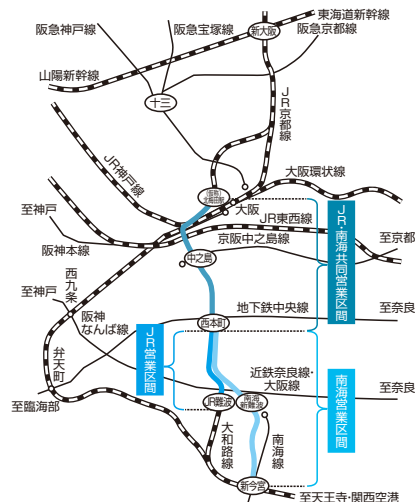 東海道新幹線
阪急神戸線
阪急宝塚線
新大阪
阪急京都線
山陽新幹線
十三
JR京都線
JR神戸線
大阪環状線
(仮称)
北梅田駅
大阪
至神戸
JR東西線
至京都
阪神本線
京阪中之島線
中之島
JR・南海共同営業区間
西九条
至神戸
地下鉄中央線
至奈良
阪神
なんば線
西本町
JR営業区間
弁天町
近鉄奈良線・
大阪線
至奈良
南海営業区間
至臨海部
JR難波
南海
新難波
大和路線
南海線
新今宮
至天王寺・関西空港